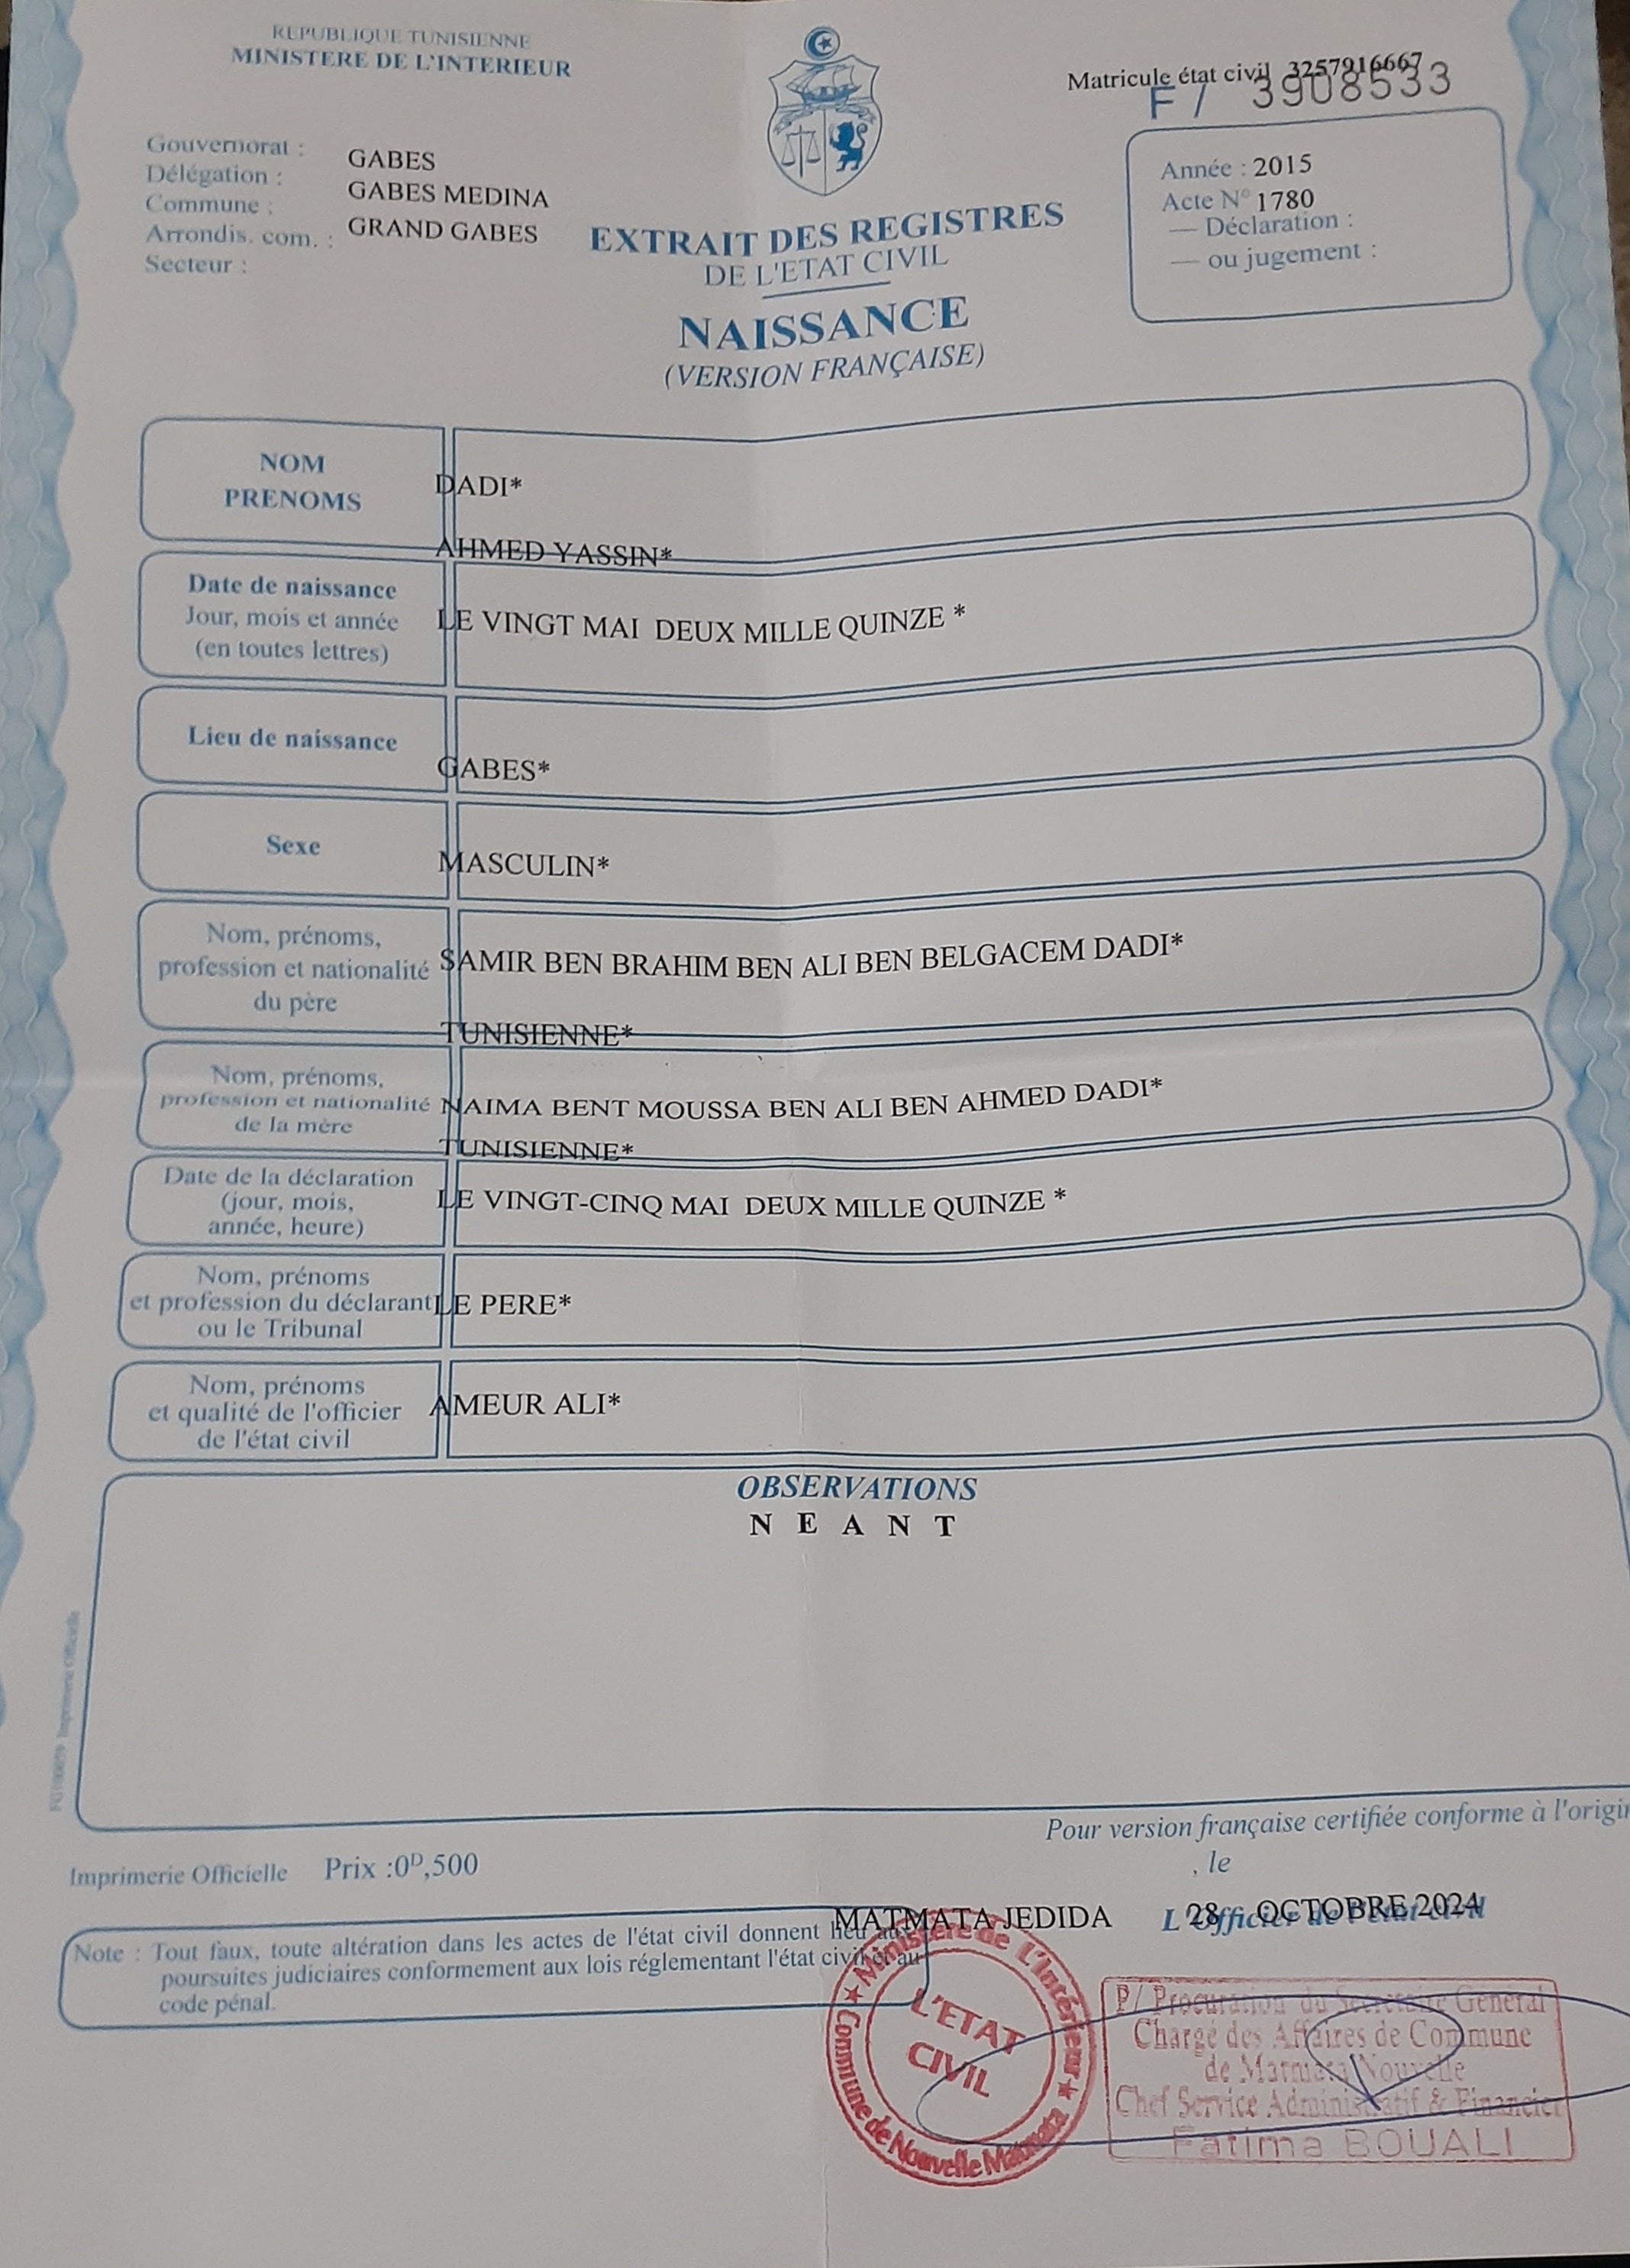 REPUBLIQUE TUNISIENNE
MINISTERE DE L'INTERIEUR
Matricule état civil 3257916667
F / 3908533
Gouvernorat : GABES
Délégation : GABES MEDINA
Commune : GRAND GABES
Arrondis. com. :
Secteur :
Année : 2015
Acte N° 1780
— Déclaration :
— ou jugement :
EXTRAIT DES REGISTRES
DE L'ETAT CIVIL
NAISSANCE
(VERSION FRANÇAISE)
NOM
PRENOMS
DADI*
AHMED YASSIN*
Date de naissance
Jour, mois et année
(en toutes lettres)
LE VINGT MAI DEUX MILLE QUINZE *
Lieu de naissance
GABES*
Sexe
MASCULIN*
Nom, prénoms,
profession et nationalité
du père
SAMIR BEN BRAHIM BEN ALI BEN BELGACEM DADI*
TUNISIENNE*
Nom, prénoms,
profession et nationalité
de la mère
NAIMA BENT MOUSSA BEN ALI BEN AHMED DADI*
TUNISIENNE*
Date de la déclaration
(jour, mois,
année, heure)
LE VINGT-CINQ MAI DEUX MILLE QUINZE *
Nom, prénoms
et profession du déclarant
ou le Tribunal
LE PERE*
Nom, prénoms
et qualité de l'officier
de l'état civil
AMEUR ALI*
OBSERVATIONS
N E A N T
Imprimerie Officielle
Pour version française certifiée conforme à l'origin
, le
Imprimerie Officielle Prix :0D,500
MATMATA JEDIDA 28 OCTOBRE 2024
L'Officier de l'état civil
Note : Tout faux, toute altération dans les actes de l'état civil donnent lieu aux
poursuites judiciaires conformement aux lois réglementant l'état civil et au
code pénal.
Ministère de L'Intérieur
Commune de Nouvelle Matmata
L'ETAT
CIVIL
P/ Procuration du Secrétaire Général
Chargé des Affaires de Commune
de Matmata Nouvelle
Chef Service Administratif & Financier
Fatima BOUALI